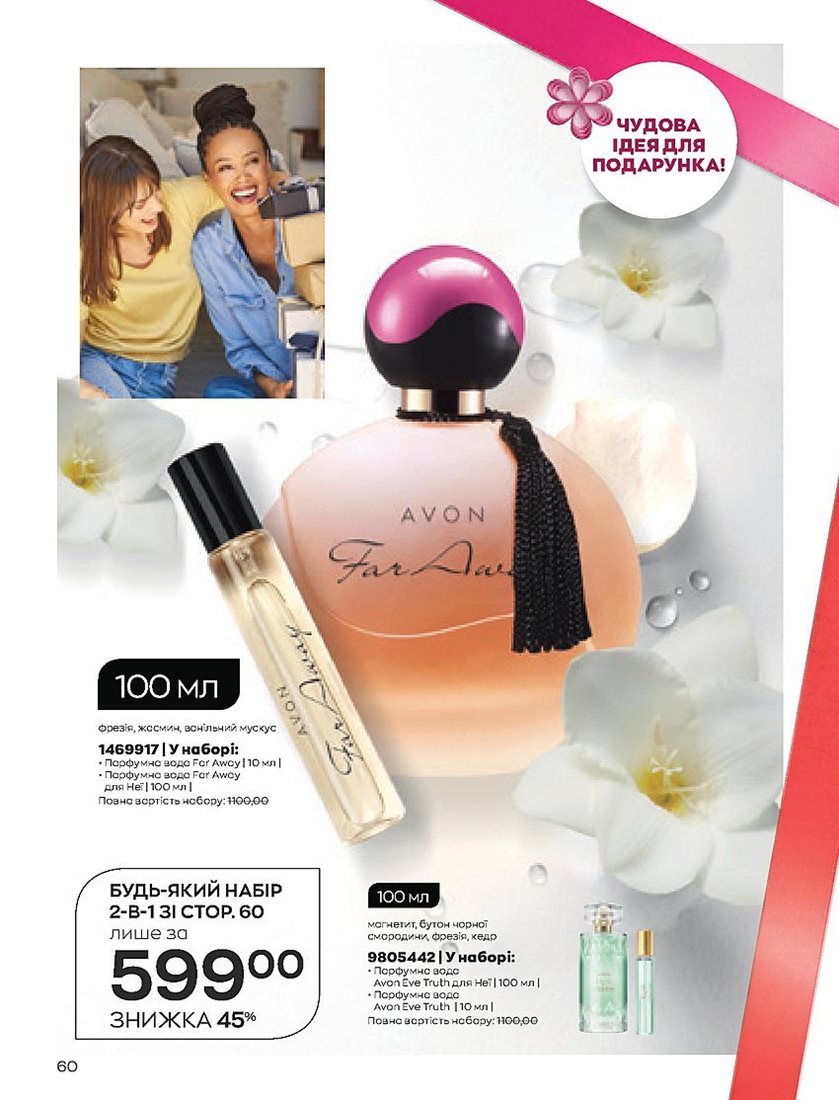 ЧУДОВА
ІДЕЯ ДЛЯ
ПОДАРУНКА!
AVON
Far Away
AVON
Far Away
100 мл
фрезія, жасмин, ванільний мускус
1469917 | У наборі:
• Парфумна вода Far Away | 10 мл |
• Парфумна вода Far Away
для Неї | 100 мл |
Повна вартість набору: 1100,00
БУДЬ-ЯКИЙ НАБІР
2-В-1 ЗІ СТОР. 60
лише за
599⁰⁰
ЗНИЖКА 45%
100 мл
магнетит, бутон чорної
смородини, фрезія, кедр
9805442 | У наборі:
• Парфумна вода
Avon Eve Truth для Неї | 100 мл |
• Парфумна вода
Avon Eve Truth | 10 мл |
Повна вартість набору: 1100,00
60